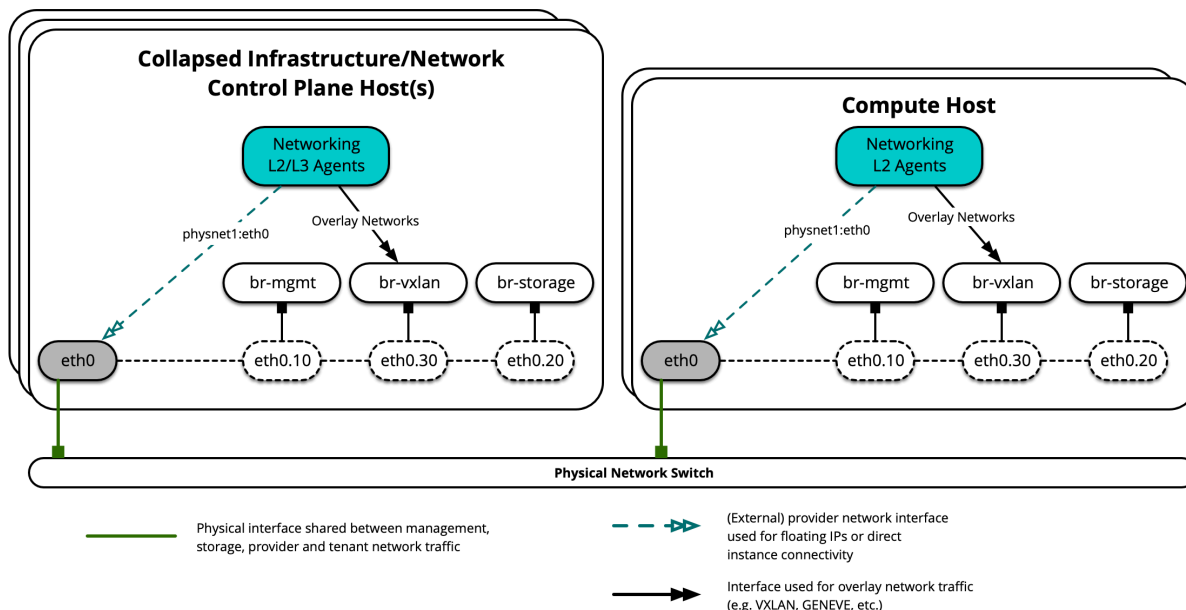 Collapsed Infrastructure/Network
Control Plane Host(s)
Networking
L2/L3 Agents
Overlay Networks
physnet1:eth0
br-mgmt
br-vxlan
br-storage
eth0
eth0.10
eth0.30
eth0.20
Compute Host
Networking
L2 Agents
Overlay Networks
physnet1:eth0
br-mgmt
br-vxlan
br-storage
eth0
eth0.10
eth0.30
eth0.20
Physical Network Switch
Physical interface shared between management,
storage, provider and tenant network traffic
(External) provider network interface
used for floating IPs or direct
instance connectivity
Interface used for overlay network traffic
(e.g. VXLAN, GENEVE, etc.)